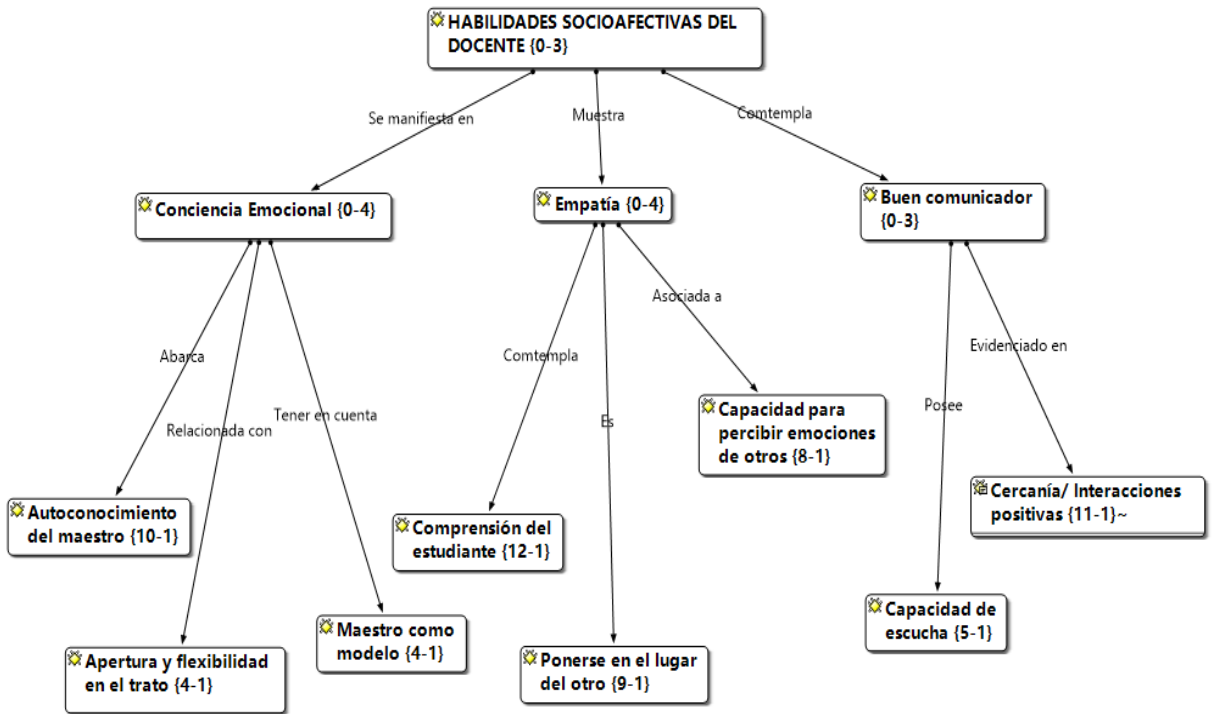 HABILIDADES SOCIOAFECTIVAS DEL
DOCENTE {0-3}
Se manifiesta en
Muestra
Comtempla
Conciencia Emocional {0-4}
Empatía {0-4}
Buen comunicador
{0-3}
Abarca
Relacionada con
Tener en cuenta
Comtempla
Es
Asociada a
Posee
Evidenciado en
Autoconocimiento
del maestro {10-1}
Apertura y flexibilidad
en el trato {4-1}
Maestro como
modelo {4-1}
Comprensión del
estudiante {12-1}
Ponerse en el lugar
del otro {9-1}
Capacidad para
percibir emociones
de otros {8-1}
Capacidad de
escucha {5-1}
Cercanía/ Interacciones
positivas {11-1}~